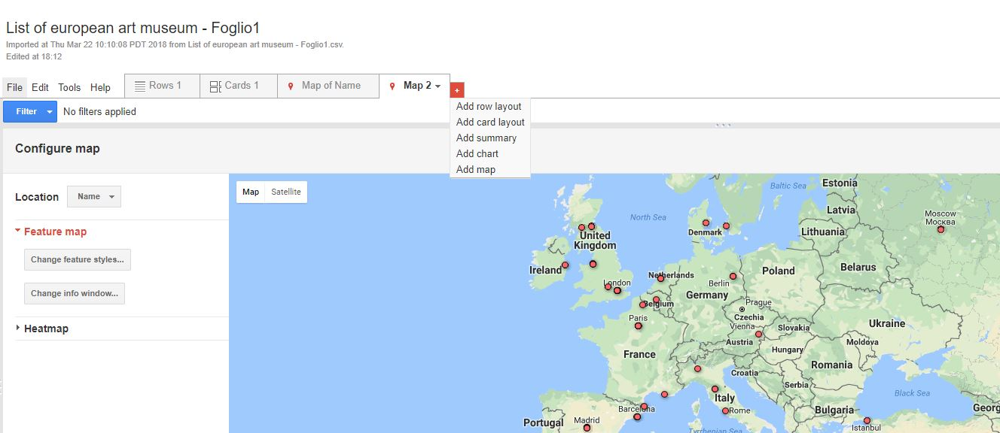 List of european art museum - Foglio1
Imported at Thu Mar 22 10:10:08 PDT 2018 from List of european art museum - Foglio1.csv.
Edited at 18:12
File Edit Tools Help Rows 1 Cards 1 Map of Name Map 2 +
Filter No filters applied
Add row layout
Add card layout
Add summary
Add chart
Add map
Configure map
Location Name
Feature map
Change feature styles...
Change info window...
Heatmap
Map Satellite
Baltic Sea
Estonia
Latvia
Moscow
Москва
North Sea
Denmark
Lithuania
United
Kingdom
Ireland
Netherlands
Poland
Belarus
London
Berlin
Germany
Belgium
Prague
Czechia
Paris
Vienna
Slovakia
Ukraine
Austria
Moldova
Hungary
France
Romania
Croatia
Serbia
Black Sea
Italy
Barcelona
Rome
Bulgaria
Georg
Portugal
Madrid
Istanbul
Tyrrhenian Sea